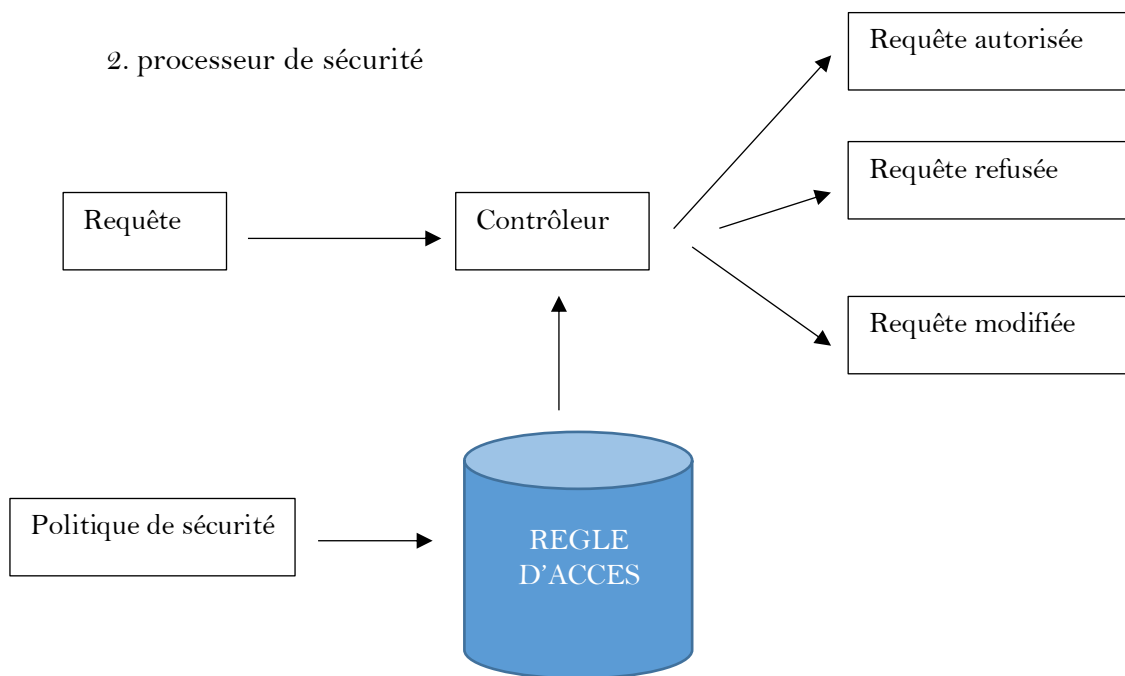 Requête autorisée
2. processeur de sécurité
Requête refusée
Requête
Contrôleur
Requête modifiée
Politique de sécurité
REGLE
D’ACCES